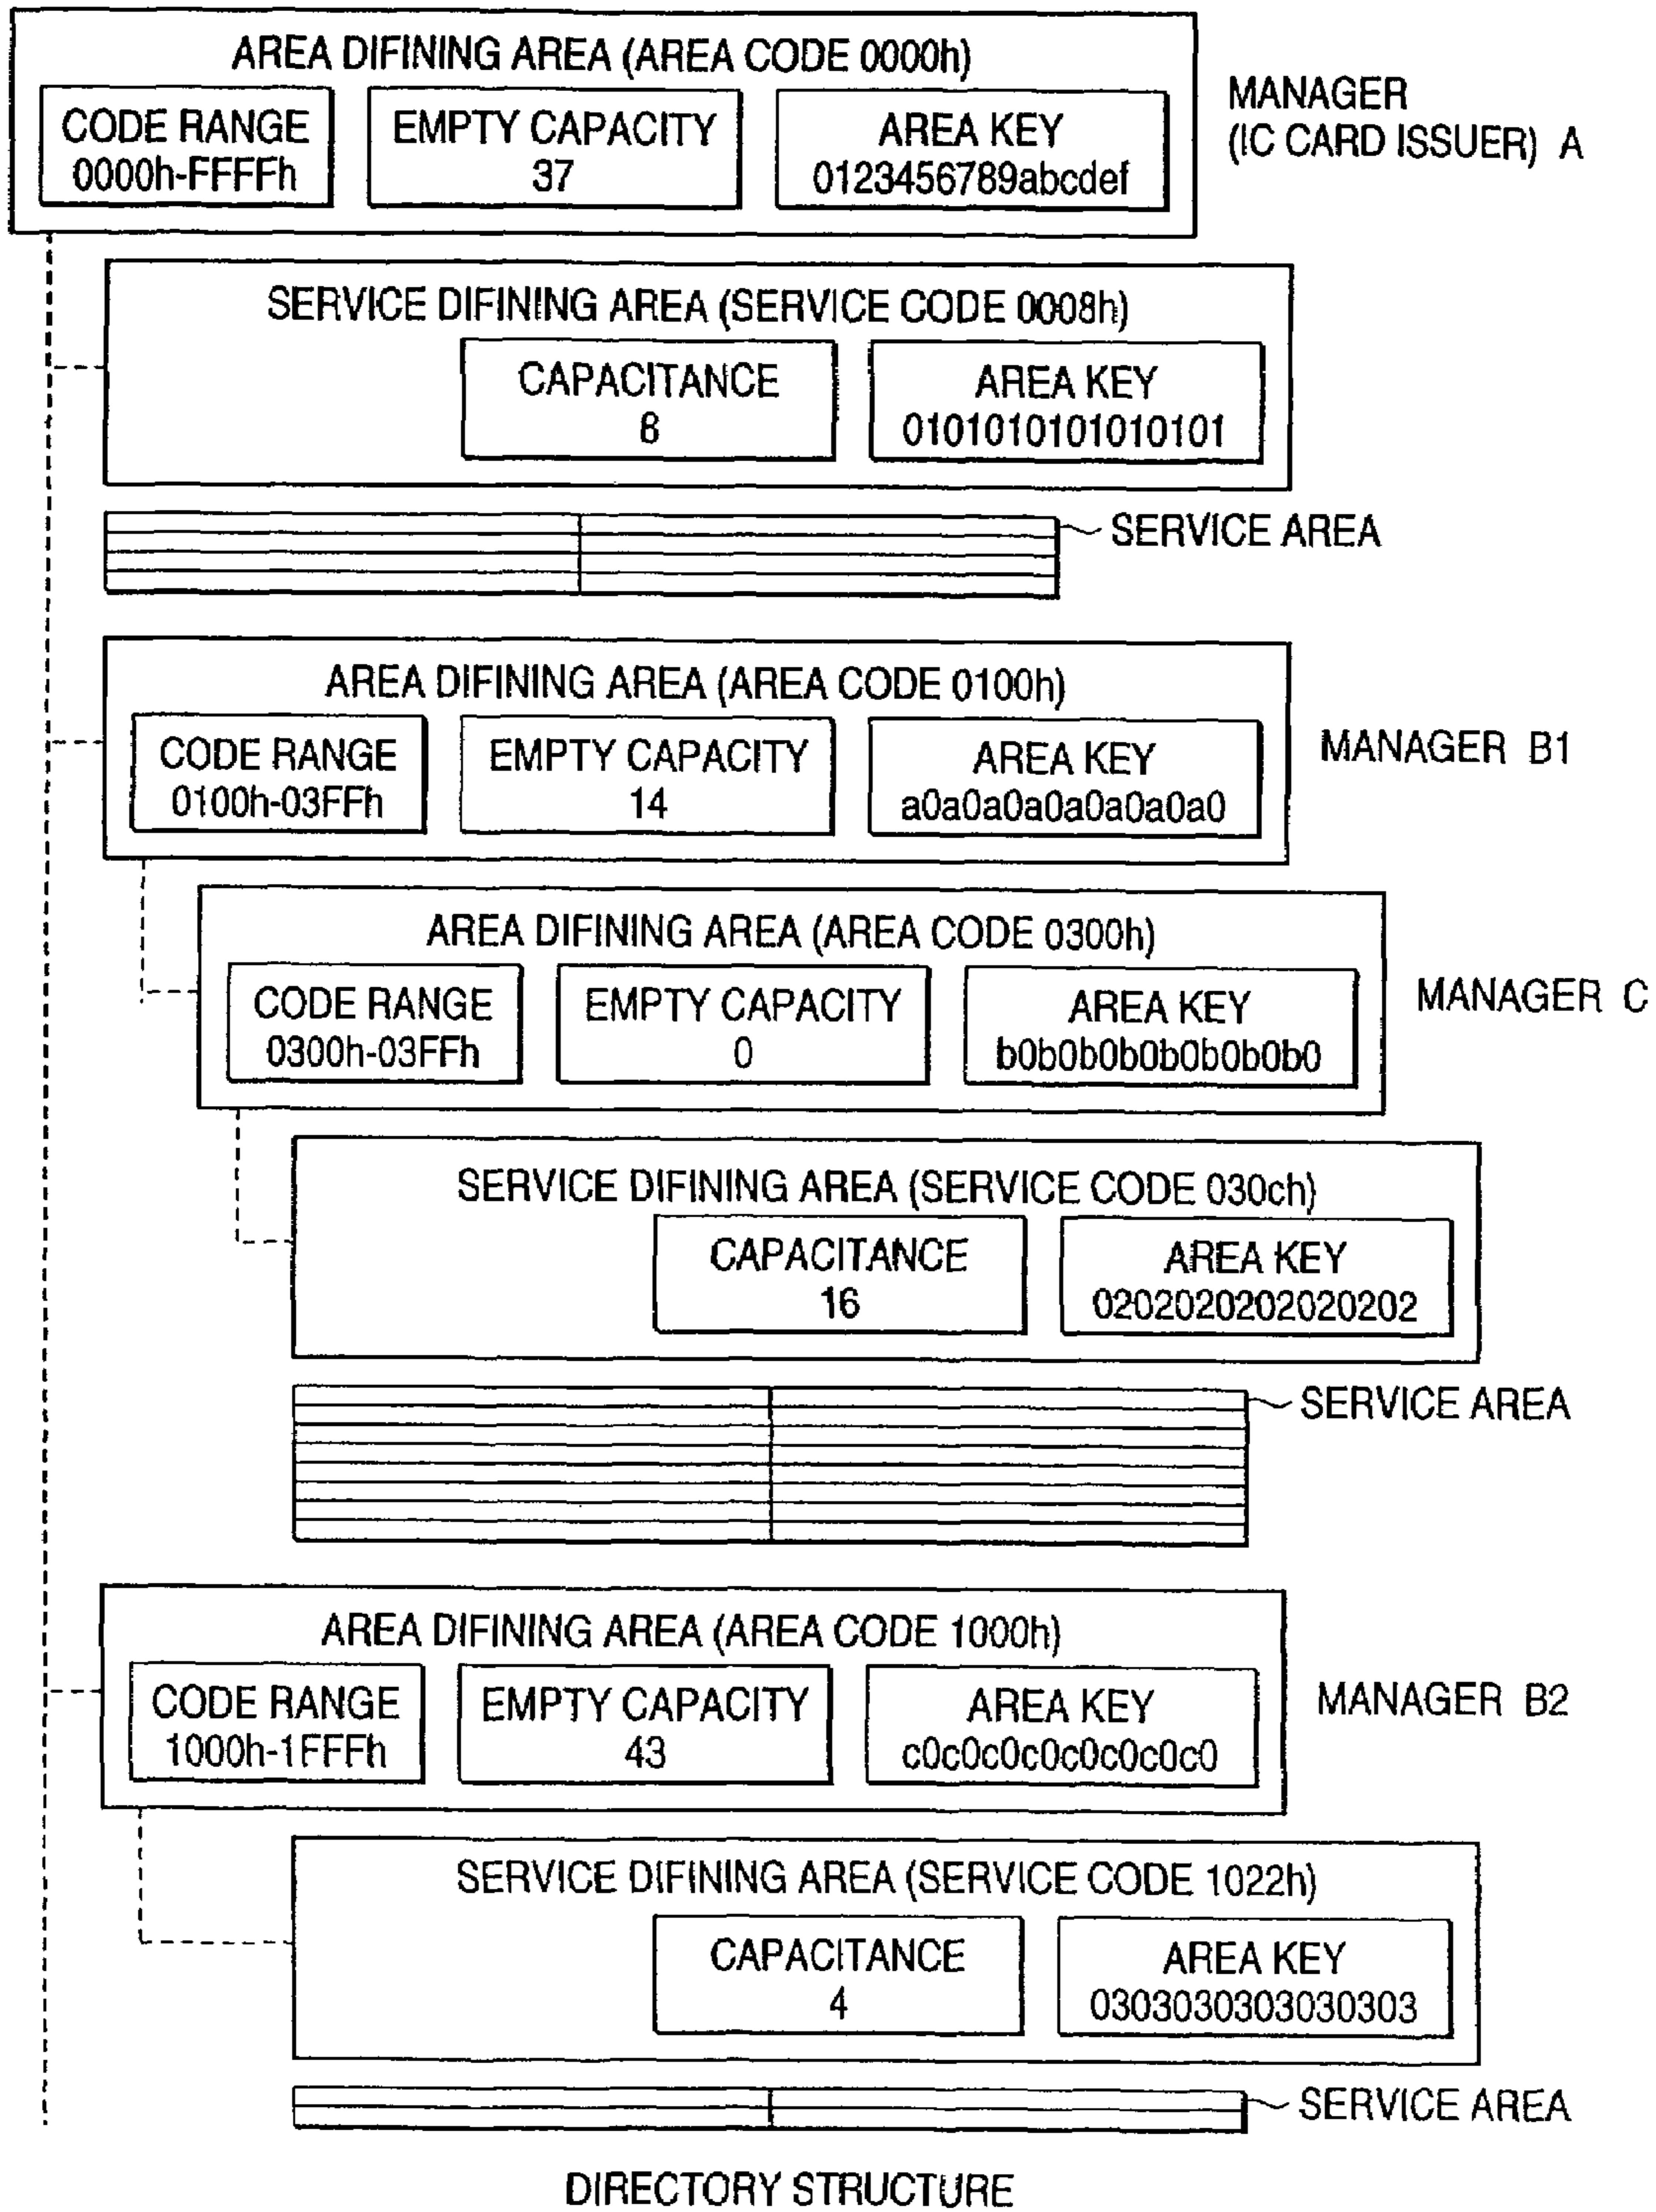 AREA DIFINING AREA (AREA CODE 0000h)
CODE RANGE
0000h-FFFFh
EMPTY CAPACITY
37
AREA KEY
0123456789abcdef
MANAGER
(IC CARD ISSUER) A
SERVICE DIFINING AREA (SERVICE CODE 0008h)
CAPACITANCE
8
AREA KEY
0101010101010101
SERVICE AREA
AREA DIFINING AREA (AREA CODE 0100h)
CODE RANGE
0100h-03FFh
EMPTY CAPACITY
14
AREA KEY
a0a0a0a0a0a0a0a0
MANAGER B1
AREA DIFINING AREA (AREA CODE 0300h)
CODE RANGE
0300h-03FFh
EMPTY CAPACITY
0
AREA KEY
b0b0b0b0b0b0b0b0
MANAGER C
SERVICE DIFINING AREA (SERVICE CODE 030ch)
CAPACITANCE
16
AREA KEY
0202020202020202
SERVICE AREA
AREA DIFINING AREA (AREA CODE 1000h)
CODE RANGE
1000h-1FFFh
EMPTY CAPACITY
43
AREA KEY
c0c0c0c0c0c0c0c0
MANAGER B2
SERVICE DIFINING AREA (SERVICE CODE 1022h)
CAPACITANCE
4
AREA KEY
0303030303030303
SERVICE AREA
DIRECTORY STRUCTURE